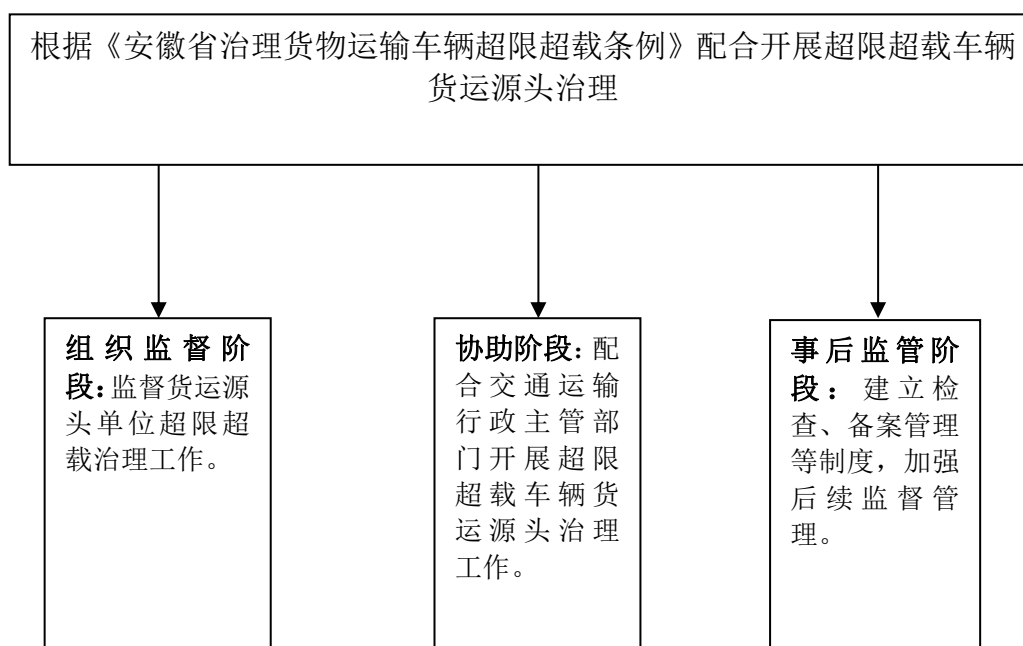 根据《安徽省治理货物运输车辆超限超载条例》配合开展超限超载车辆
货运源头治理
组织监督阶
段：监督货运源
头单位超限超
载治理工作。
协助阶段：配
合交通运输
行政主管部
门开展超限
超载车辆货
运源头治理
工作。
事后监管阶
段：建立检
查、备案管理
等制度，加强
后续监督管
理。